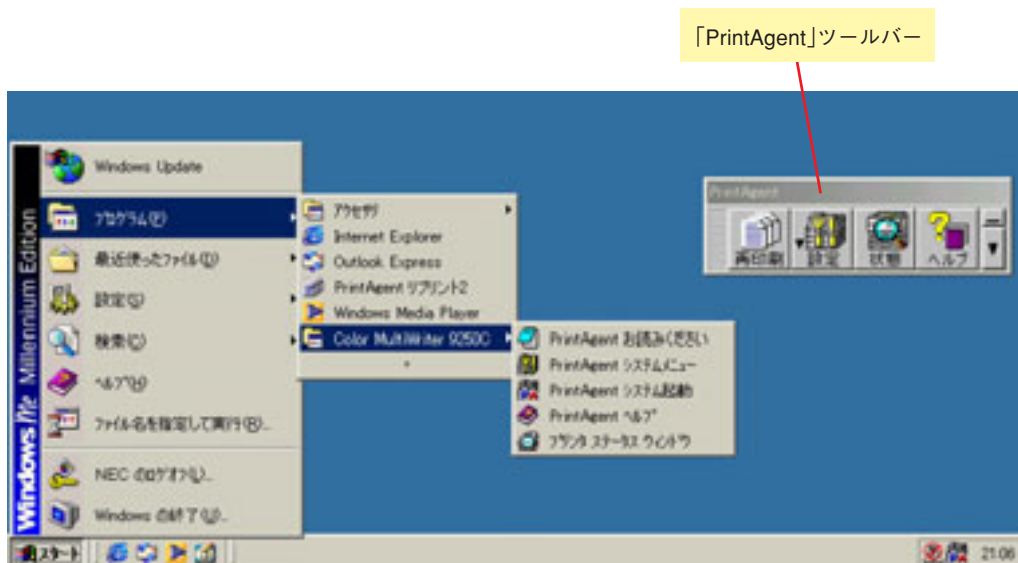 「PrintAgent」ツールバー
Windows Me Millennium Edition
Windows Update
プログラム(P)
最近使ったファイル(D)
設定(S)
検索(C)
ヘルプ(H)
ファイル名を指定して実行(R)...
NEC のログオフ(L)...
Windows の終了(U)...
アクセサリ
Internet Explorer
Outlook Express
PrintAgent リプリント2
Windows Media Player
Color MultiWriter 9250C
PrintAgent お読みください
PrintAgent システムメニュー
PrintAgent システム起動
PrintAgent ヘルプ
プリンタ ステータス ウィンドウ
PrintAgent
再印刷
設定
状態
ヘルプ
スタート
21:06